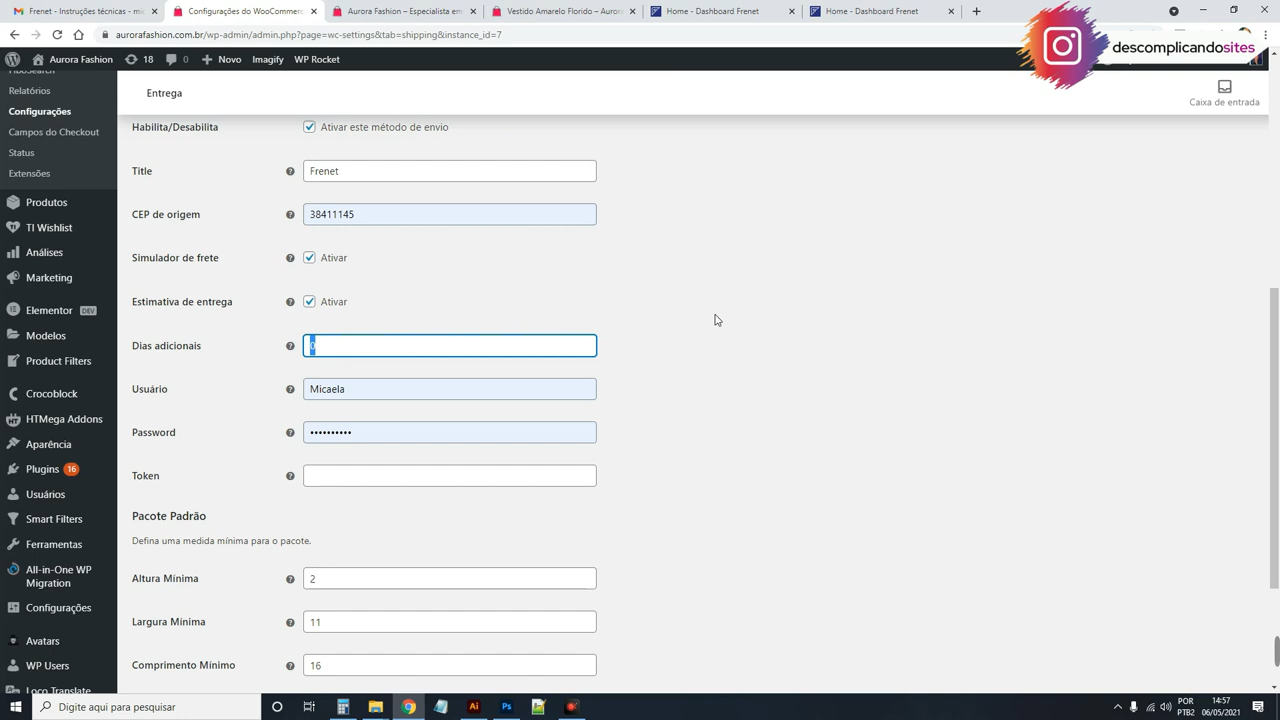 Frenet - Instruções técnicas - mic
Configurações do WooCommerc
Aurora Fashion – Especialista em
Vestido Amarelo Florido – Auror
Home - Dashboard Frenet
Home - Dashboard Frenet
aurorafashion.com.br/wp-admin/admin.php?page=wc-settings&tab=shipping&instance_id=7
descomplicandosites
Aurora Fashion
18
0
Novo
Imagify
WP Rocket
FiboSearch
Relatórios
Configurações
Campos do Checkout
Status
Extensões
Produtos
TI Wishlist
Análises
Marketing
Elementor DEV
Modelos
Product Filters
Crocoblock
HTMega Addons
Aparência
Plugins 16
Usuários
Smart Filters
Ferramentas
All-in-One WP
Migration
Configurações
Avatars
WP Users
Loco Translate
Entrega
Caixa de entrada
Habilita/Desabilita
Ativar este método de envio
Title
Frenet
CEP de origem
38411145
Simulador de frete
Ativar
Estimativa de entrega
Ativar
Dias adicionais
0
Usuário
Micaela
Password
••••••••••
Token
Pacote Padrão
Defina uma medida mínima para o pacote.
Altura Mínima
2
Largura Mínima
11
Comprimento Mínimo
16
Digite aqui para pesquisar
POR
PTB2
14:57
06/05/2021